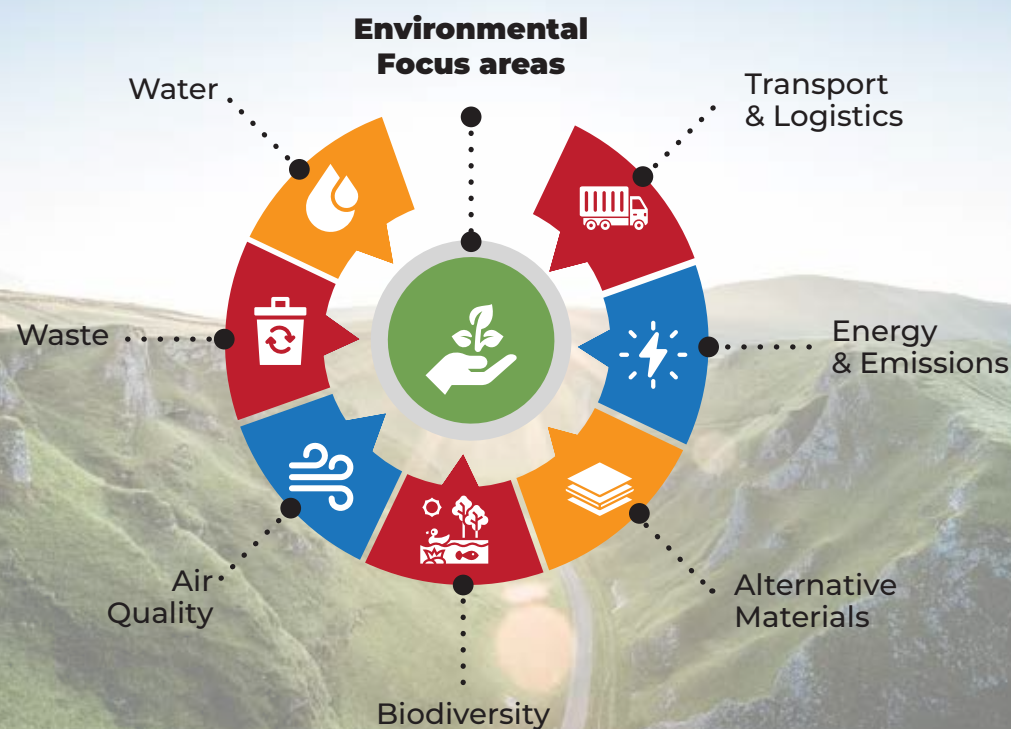 Environmental
Focus areas
Water
Transport
& Logistics
Waste
Energy
& Emissions
Air
Quality
Alternative
Materials
Biodiversity